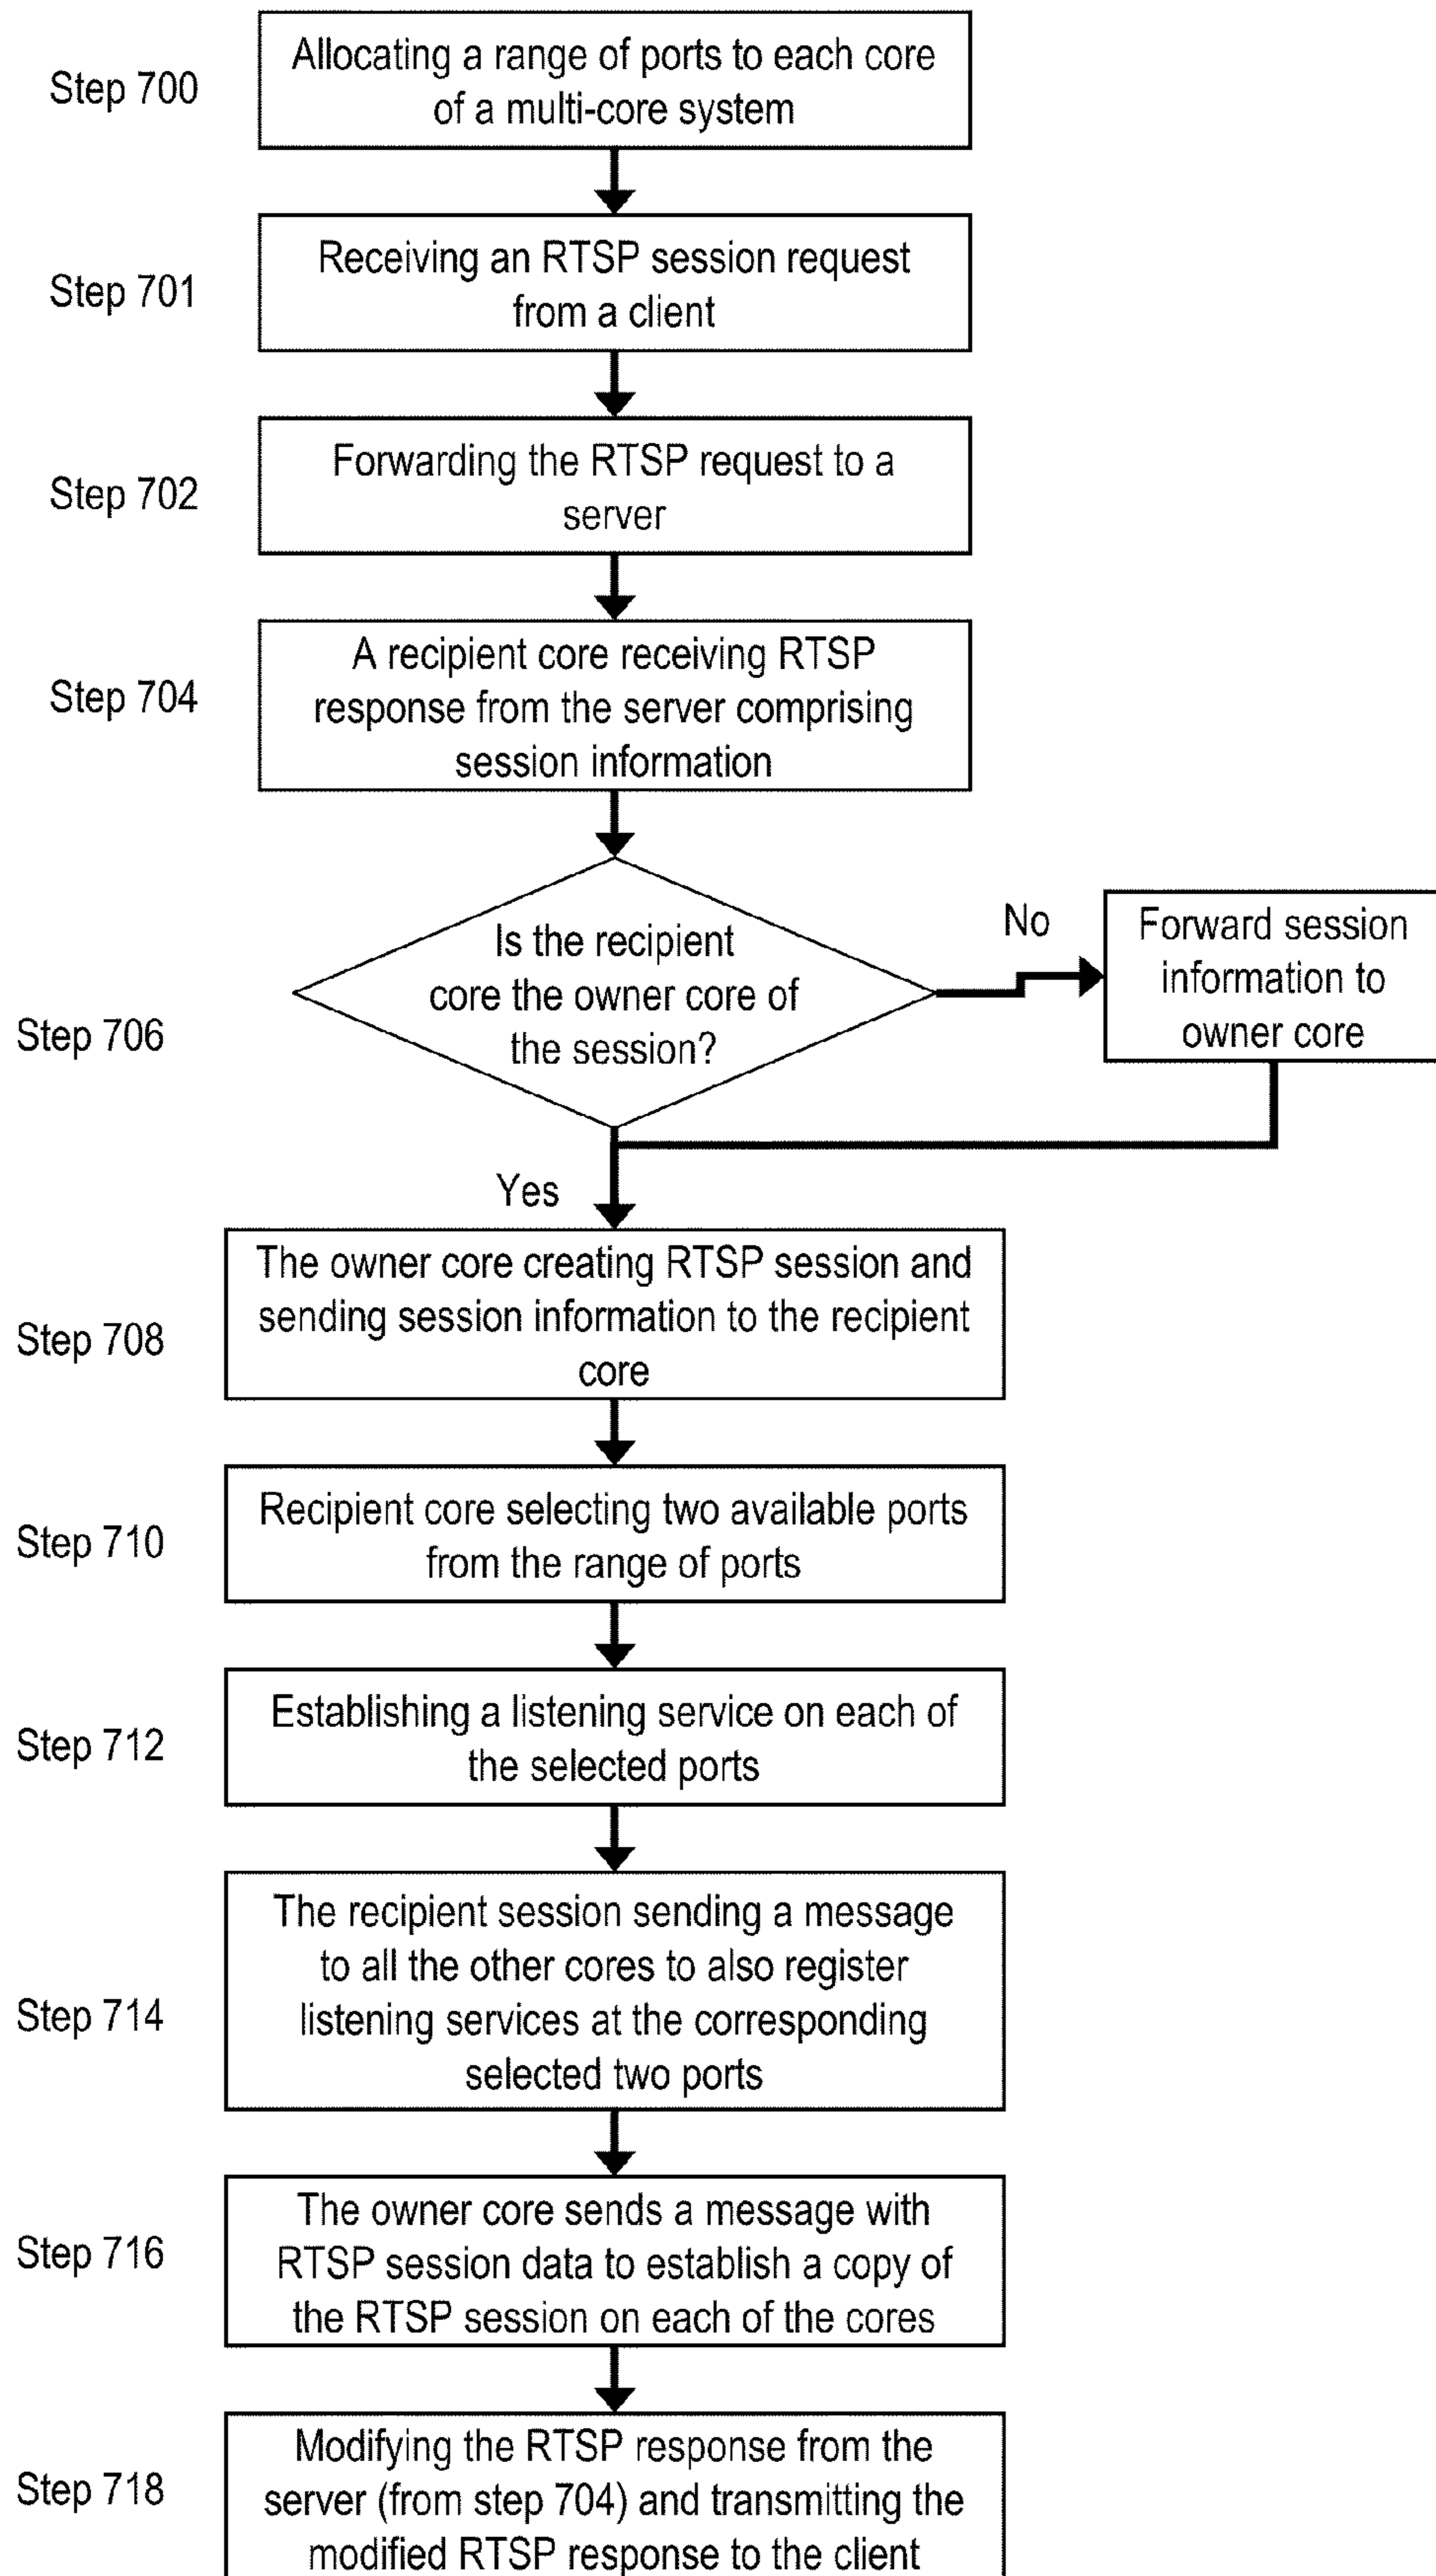 Step 700
Allocating a range of ports to each core
of a multi-core system
Step 701
Receiving an RTSP session request
from a client
Step 702
Forwarding the RTSP request to a
server
Step 704
A recipient core receiving RTSP
response from the server comprising
session information
Step 706
Is the recipient
core the owner core of
the session?
No
Forward session
information to
owner core
Yes
Step 708
The owner core creating RTSP session and
sending session information to the recipient
core
Step 710
Recipient core selecting two available ports
from the range of ports
Step 712
Establishing a listening service on each of
the selected ports
Step 714
The recipient session sending a message
to all the other cores to also register
listening services at the corresponding
selected two ports
Step 716
The owner core sends a message with
RTSP session data to establish a copy of
the RTSP session on each of the cores
Step 718
Modifying the RTSP response from the
server (from step 704) and transmitting the
modified RTSP response to the client